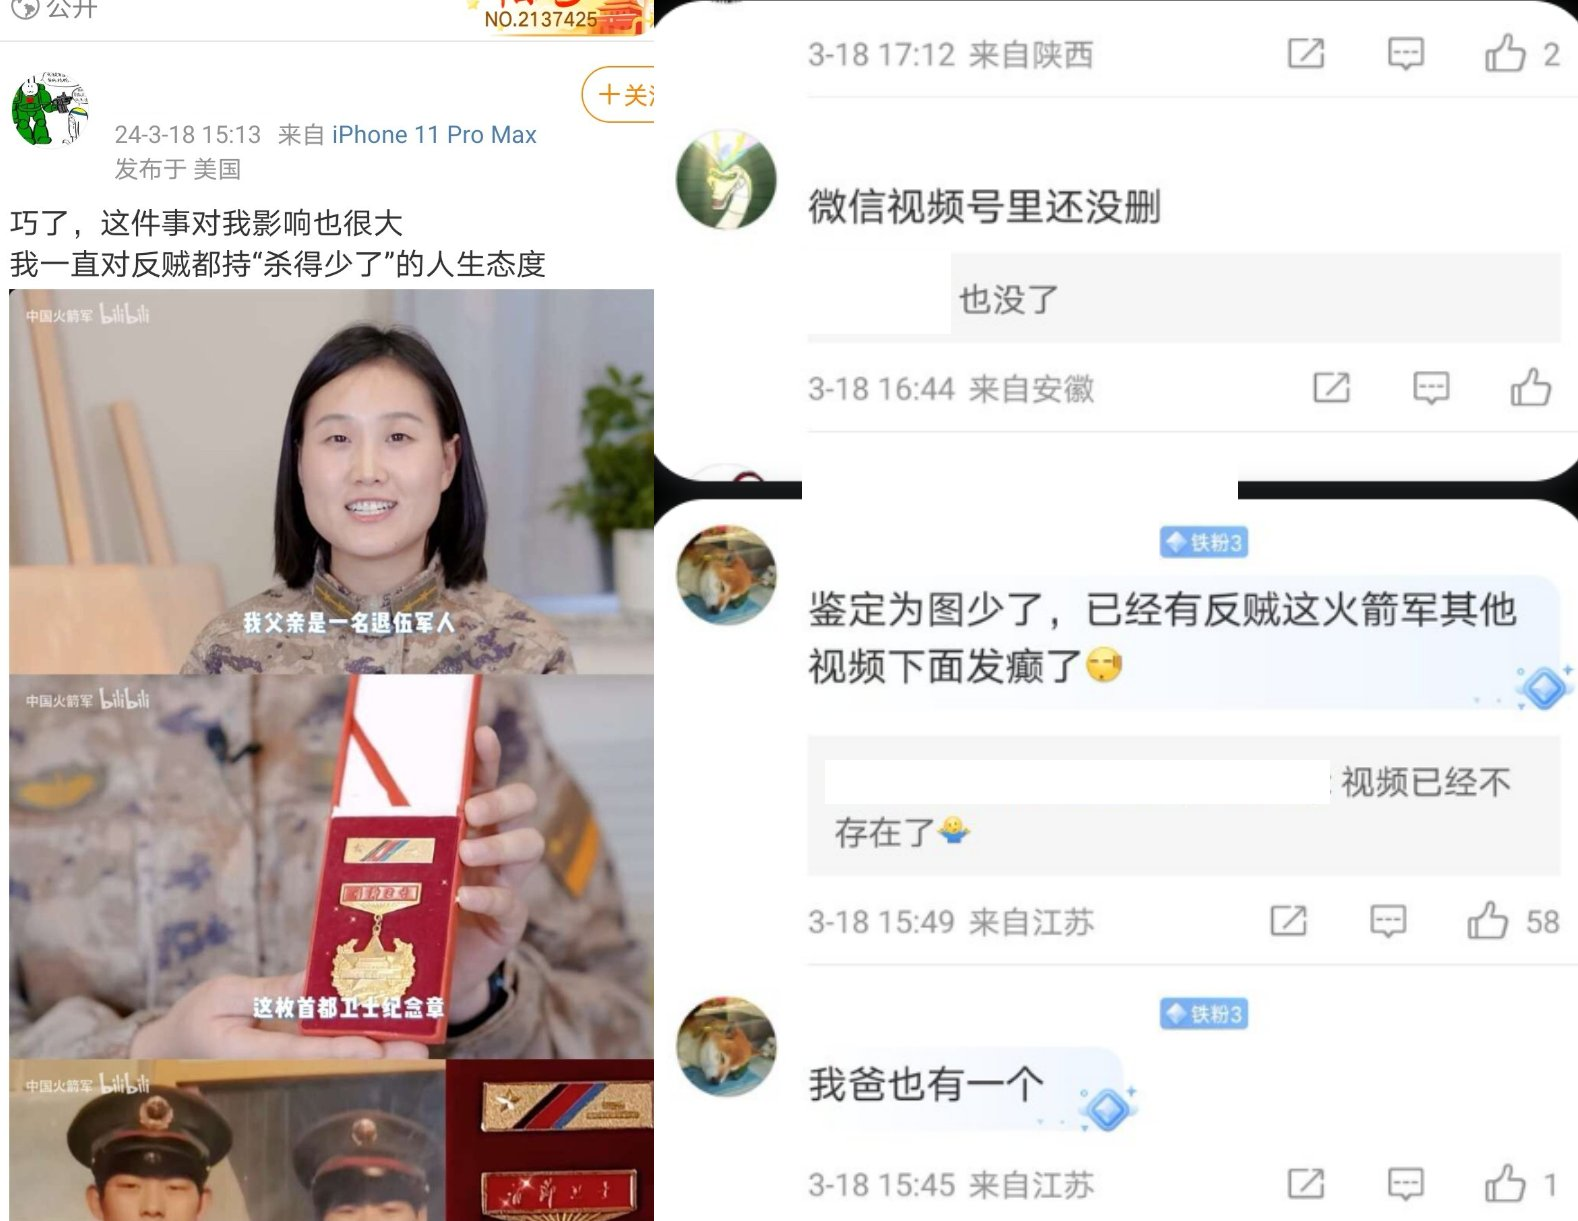 公开
NO.2137425
+关
24-3-18 15:13 来自 iPhone 11 Pro Max
发布于 美国
巧了，这件事对我影响也很大
我一直对反贼都持“杀得少了”的人生态度
中国火箭军 bilibili
我父亲是一名退伍军人
中国火箭军 bilibili
这枚首都卫士纪念章
中国火箭军 bilibili
首都卫士
3-18 17:12 来自陕西
2
微信视频号里还没删
也没了
3-18 16:44 来自安徽
铁粉3
鉴定为图少了，已经有反贼这火箭军其他
视频下面发癫了
视频已经不
存在了
3-18 15:49 来自江苏
58
铁粉3
我爸也有一个
3-18 15:45 来自江苏
1